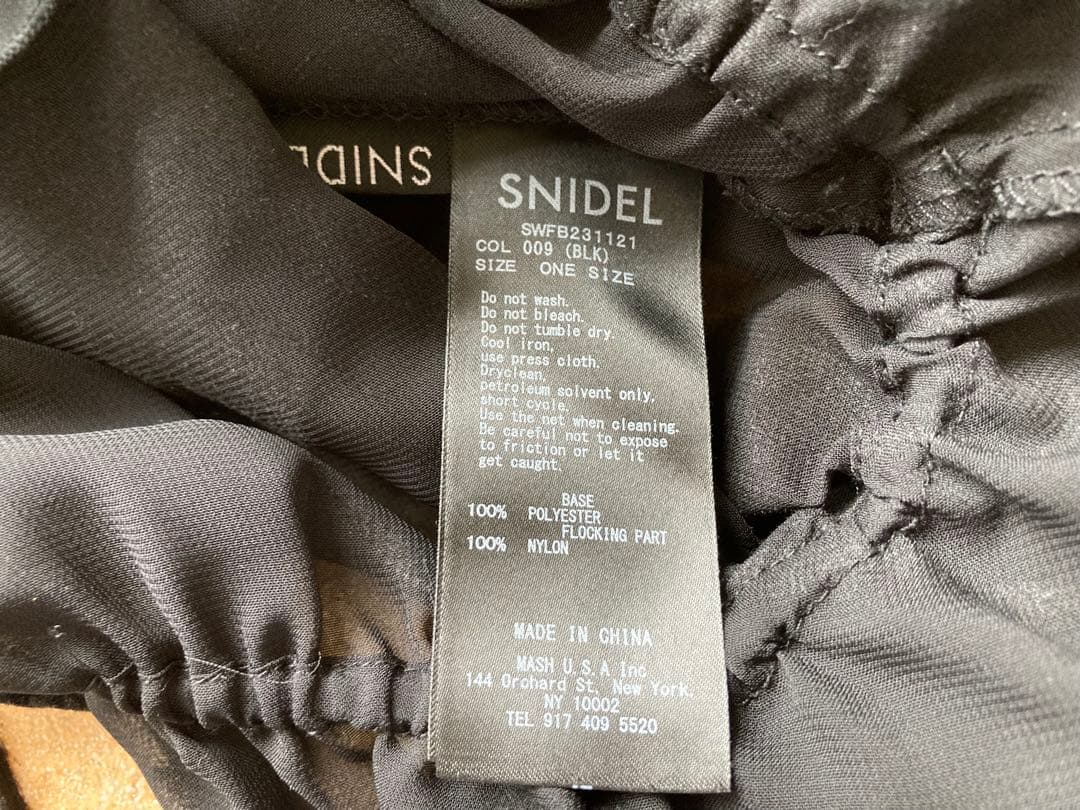 SNIDEL
SNIDEL
SWFB231121
COL 009 (BLK)
SIZE ONE SIZE
Do not wash.
Do not bleach.
Do not tumble dry.
Cool iron,
use press cloth.
Dryclean,
petroleum solvent only,
short cycle.
Use the net when cleaning.
Be careful not to expose
to friction or let it
get caught.
BASE
100% POLYESTER
FLOCKING PART
100% NYLON
MADE IN CHINA
MASH U.S.A Inc
144 Orchard St, New York,
NY 10002
TEL 917 409 5520